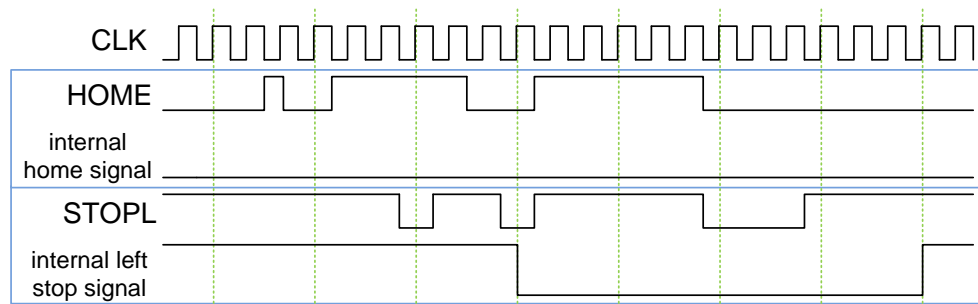 CLK
HOME
internal
home signal
STOPL
internal left
stop signal